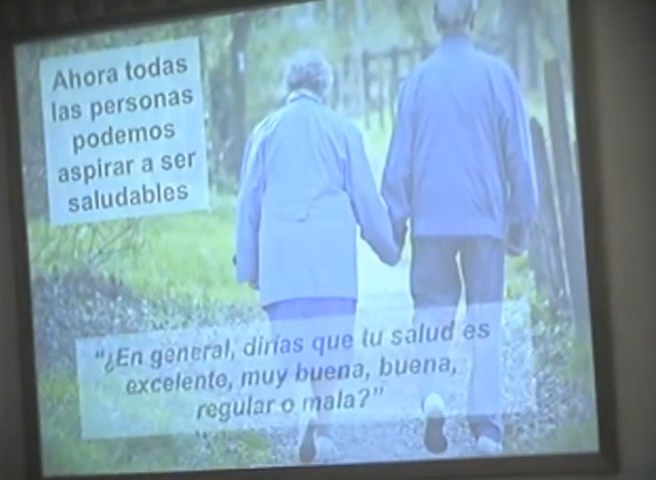 Ahora todas
las personas
podemos
aspirar a ser
saludables
“¿En general, dirías que tu salud es
excelente, muy buena, buena,
regular o mala?”